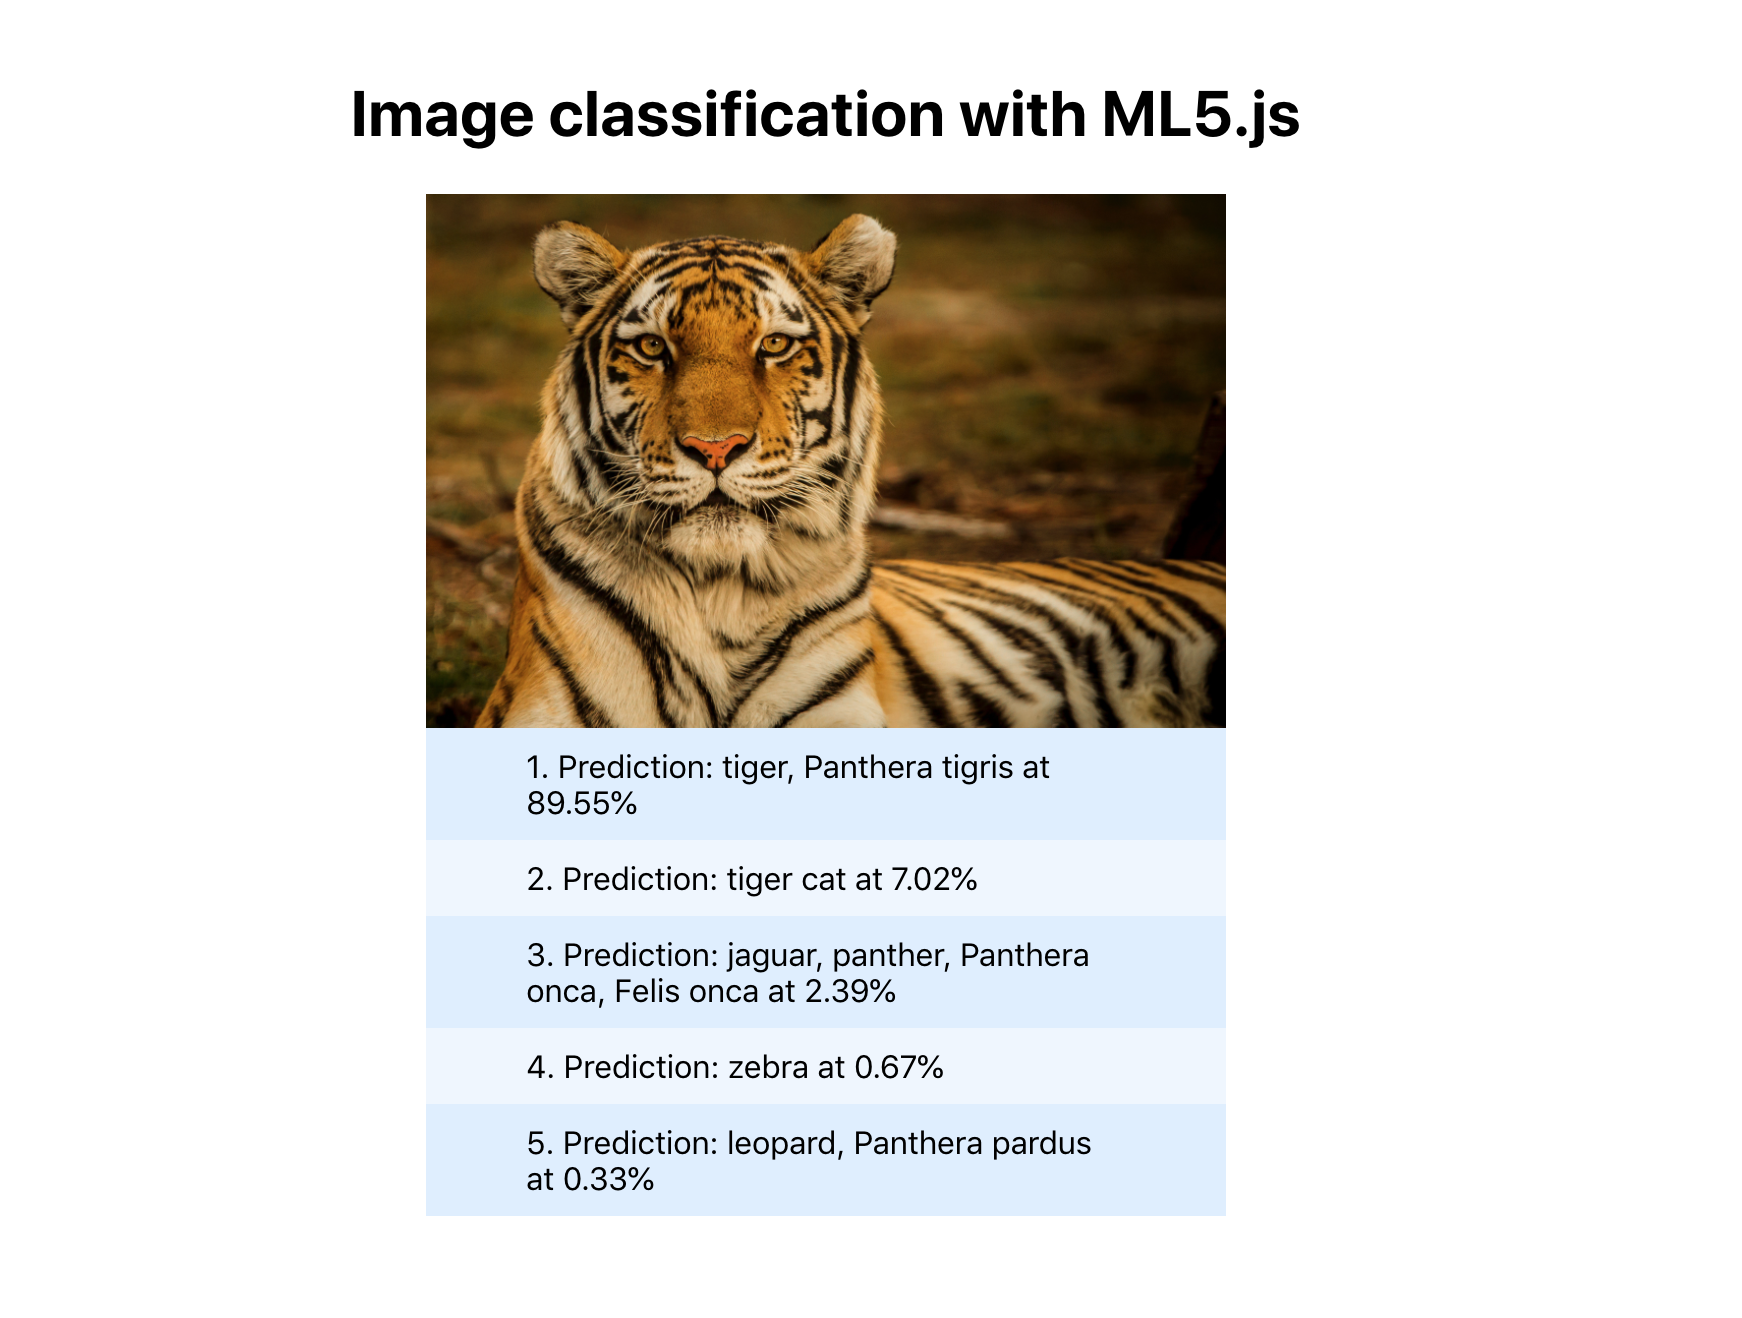 Image classification with ML5.js
1. Prediction: tiger, Panthera tigris at
89.55%
2. Prediction: tiger cat at 7.02%
3. Prediction: jaguar, panther, Panthera
onca, Felis onca at 2.39%
4. Prediction: zebra at 0.67%
5. Prediction: leopard, Panthera pardus
at 0.33%